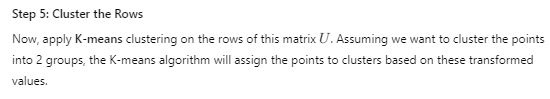 Step 5: Cluster the Rows
Now, apply K-means clustering on the rows of this matrix U. Assuming we want to cluster the points
into 2 groups, the K-means algorithm will assign the points to clusters based on these transformed
values.